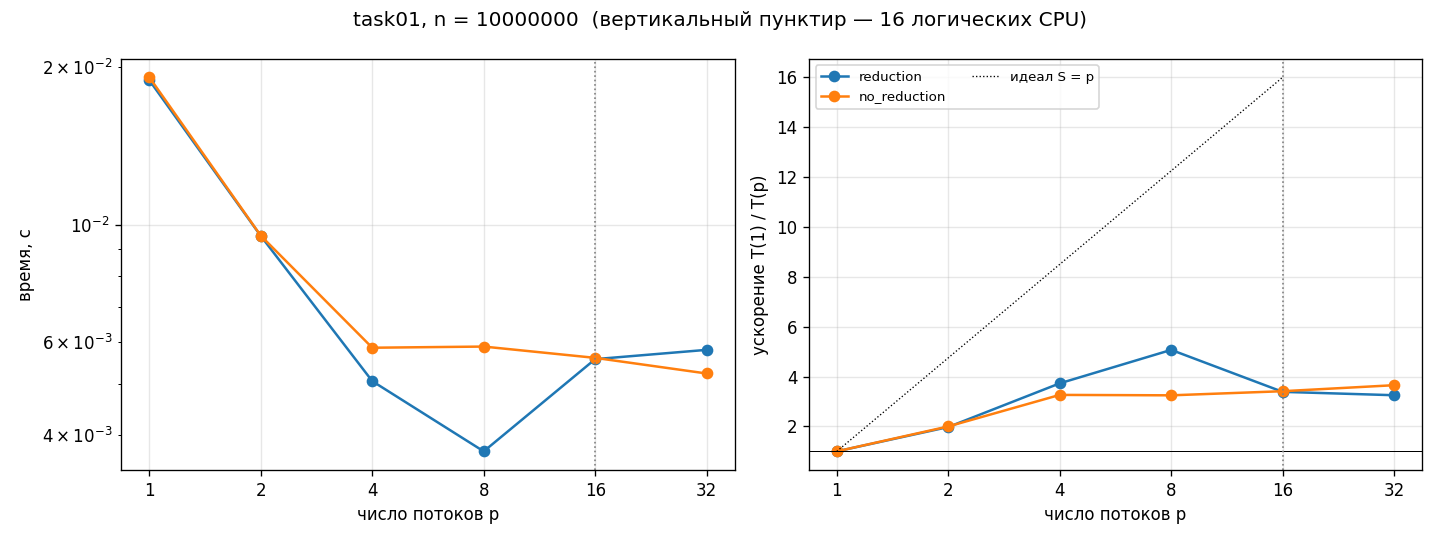 task01, n = 10000000  (вертикальный пунктир — 16 логических CPU)
2 × 10⁻²
10⁻²
6 × 10⁻³
4 × 10⁻³
время, с
1 2 4 8 16 32
число потоков p
reduction
no_reduction
идеал S = p
16
14
12
10
8
6
4
2
ускорение T(1) / T(p)
1 2 4 8 16 32
число потоков p